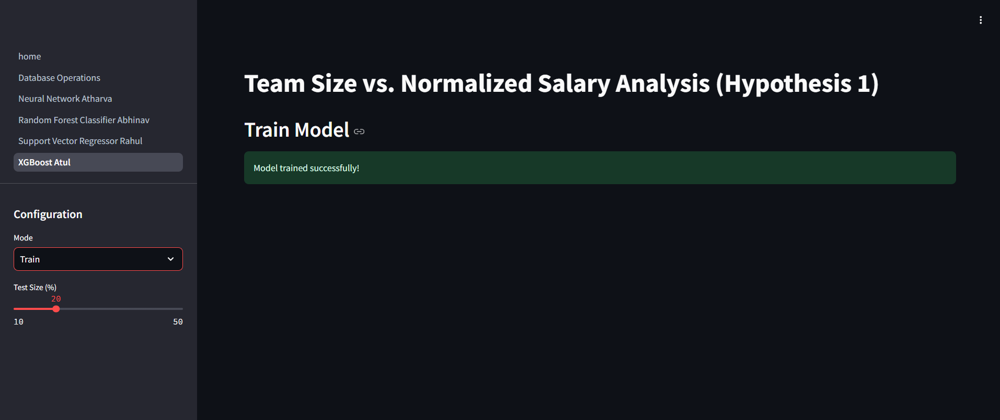 home
Database Operations
Neural Network Atharva
Random Forest Classifier Abhinav
Support Vector Regressor Rahul
XGBoost Atul
Configuration
Mode
Train
Test Size (%)
20
10 50
Team Size vs. Normalized Salary Analysis (Hypothesis 1)
Train Model
Model trained successfully!